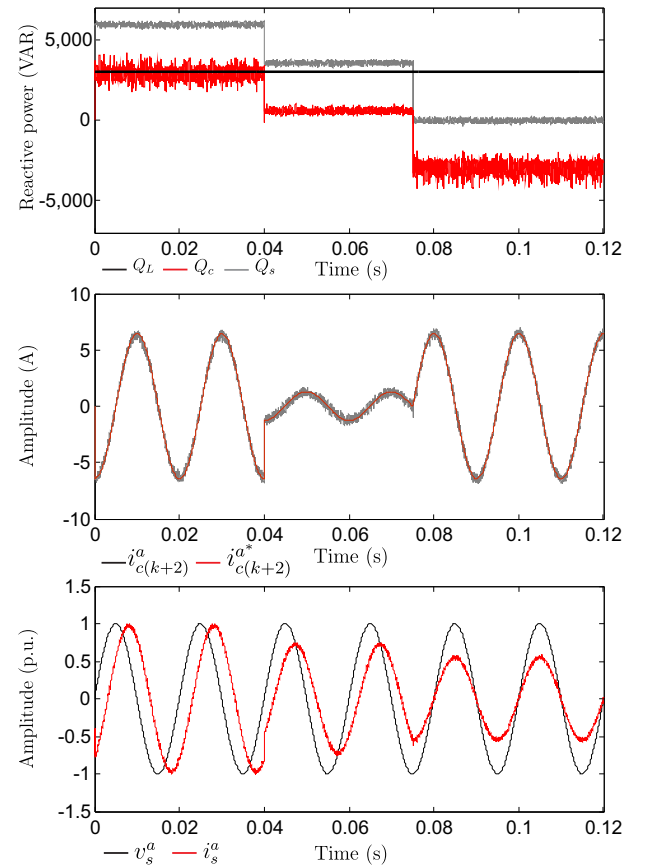 Reactive power (VAR)
5,000
0
-5,000
0 0.02 0.04 0.06 0.08 0.1 0.12
Q_L Q_c Q_s Time (s)
Amplitude (A)
10
5
0
-5
-10
0 0.02 0.04 0.06 0.08 0.1 0.12
i^a_{c(k+2)} i^{a*}_{c(k+2)} Time (s)
Amplitude (p.u.)
1.5
1
0.5
0
-0.5
-1
-1.5
0 0.02 0.04 0.06 0.08 0.1 0.12
v^a_s i^a_s Time (s)